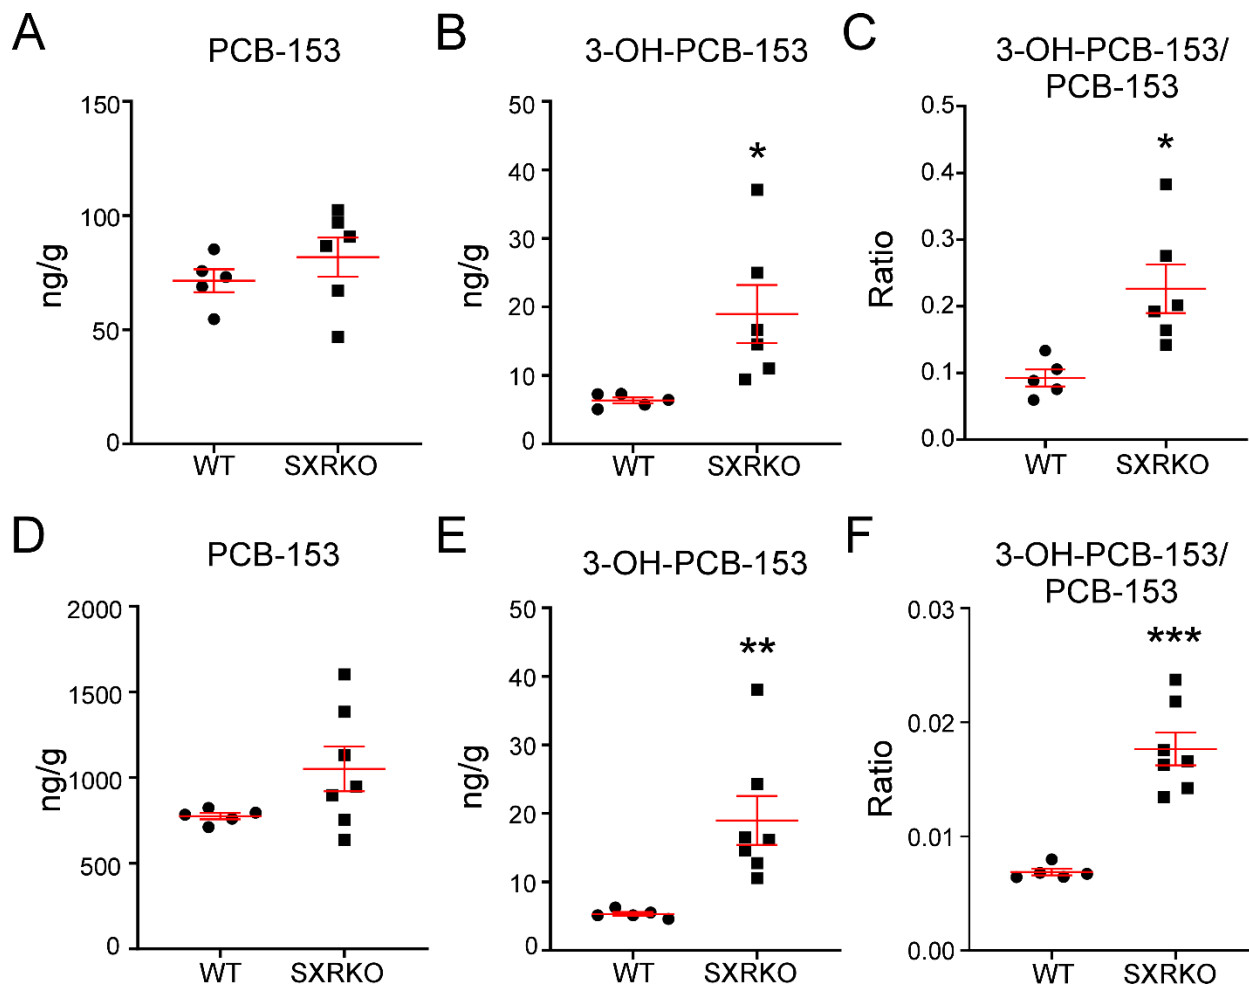 A
PCB-153
ng/g
150
100
50
0
WT
SXRKO
B
3-OH-PCB-153
ng/g
50
40
30
20
10
0
*
WT
SXRKO
C
3-OH-PCB-153/
PCB-153
Ratio
0.5
0.4
0.3
0.2
0.1
0.0
*
WT
SXRKO
D
PCB-153
ng/g
2000
1500
1000
500
0
WT
SXRKO
E
3-OH-PCB-153
ng/g
50
40
30
20
10
0
**
WT
SXRKO
F
3-OH-PCB-153/
PCB-153
Ratio
0.03
0.02
0.01
0.00
***
WT
SXRKO